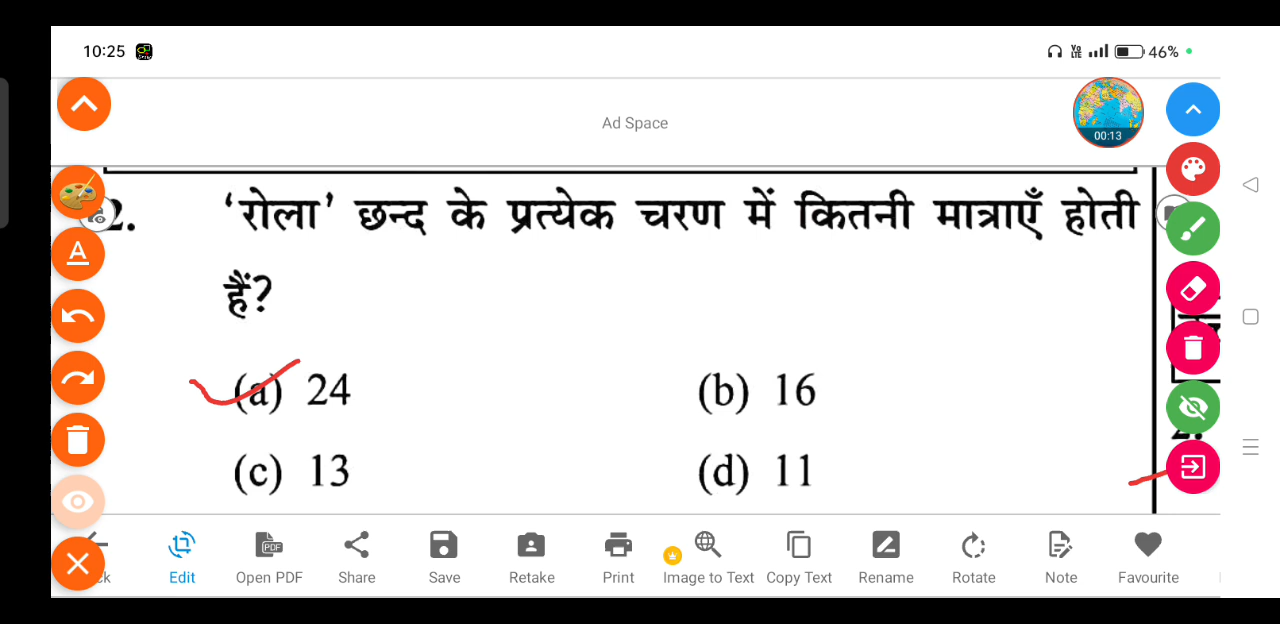 10:25
46%
Ad Space
00:13
2. 'रोला' छन्द के प्रत्येक चरण में कितनी मात्राएँ होती
हैं?
(a) 24 (b) 16
(c) 13 (d) 11
Edit Open PDF Share Save Retake Print Image to Text Copy Text Rename Rotate Note Favourite